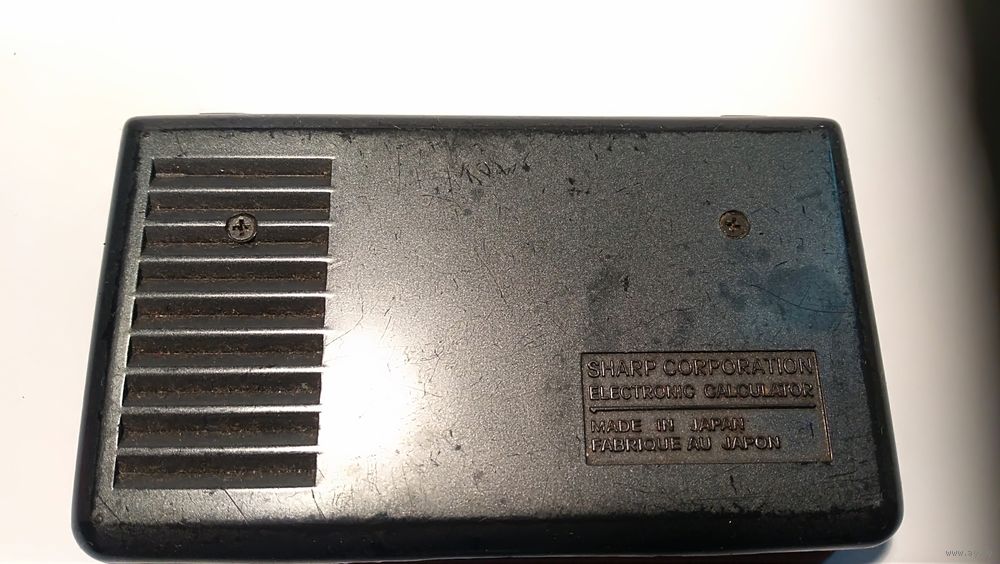 SHARP CORPORATION
ELECTRONIC CALCULATOR
MADE IN JAPAN
FABRIQUE AU JAPON